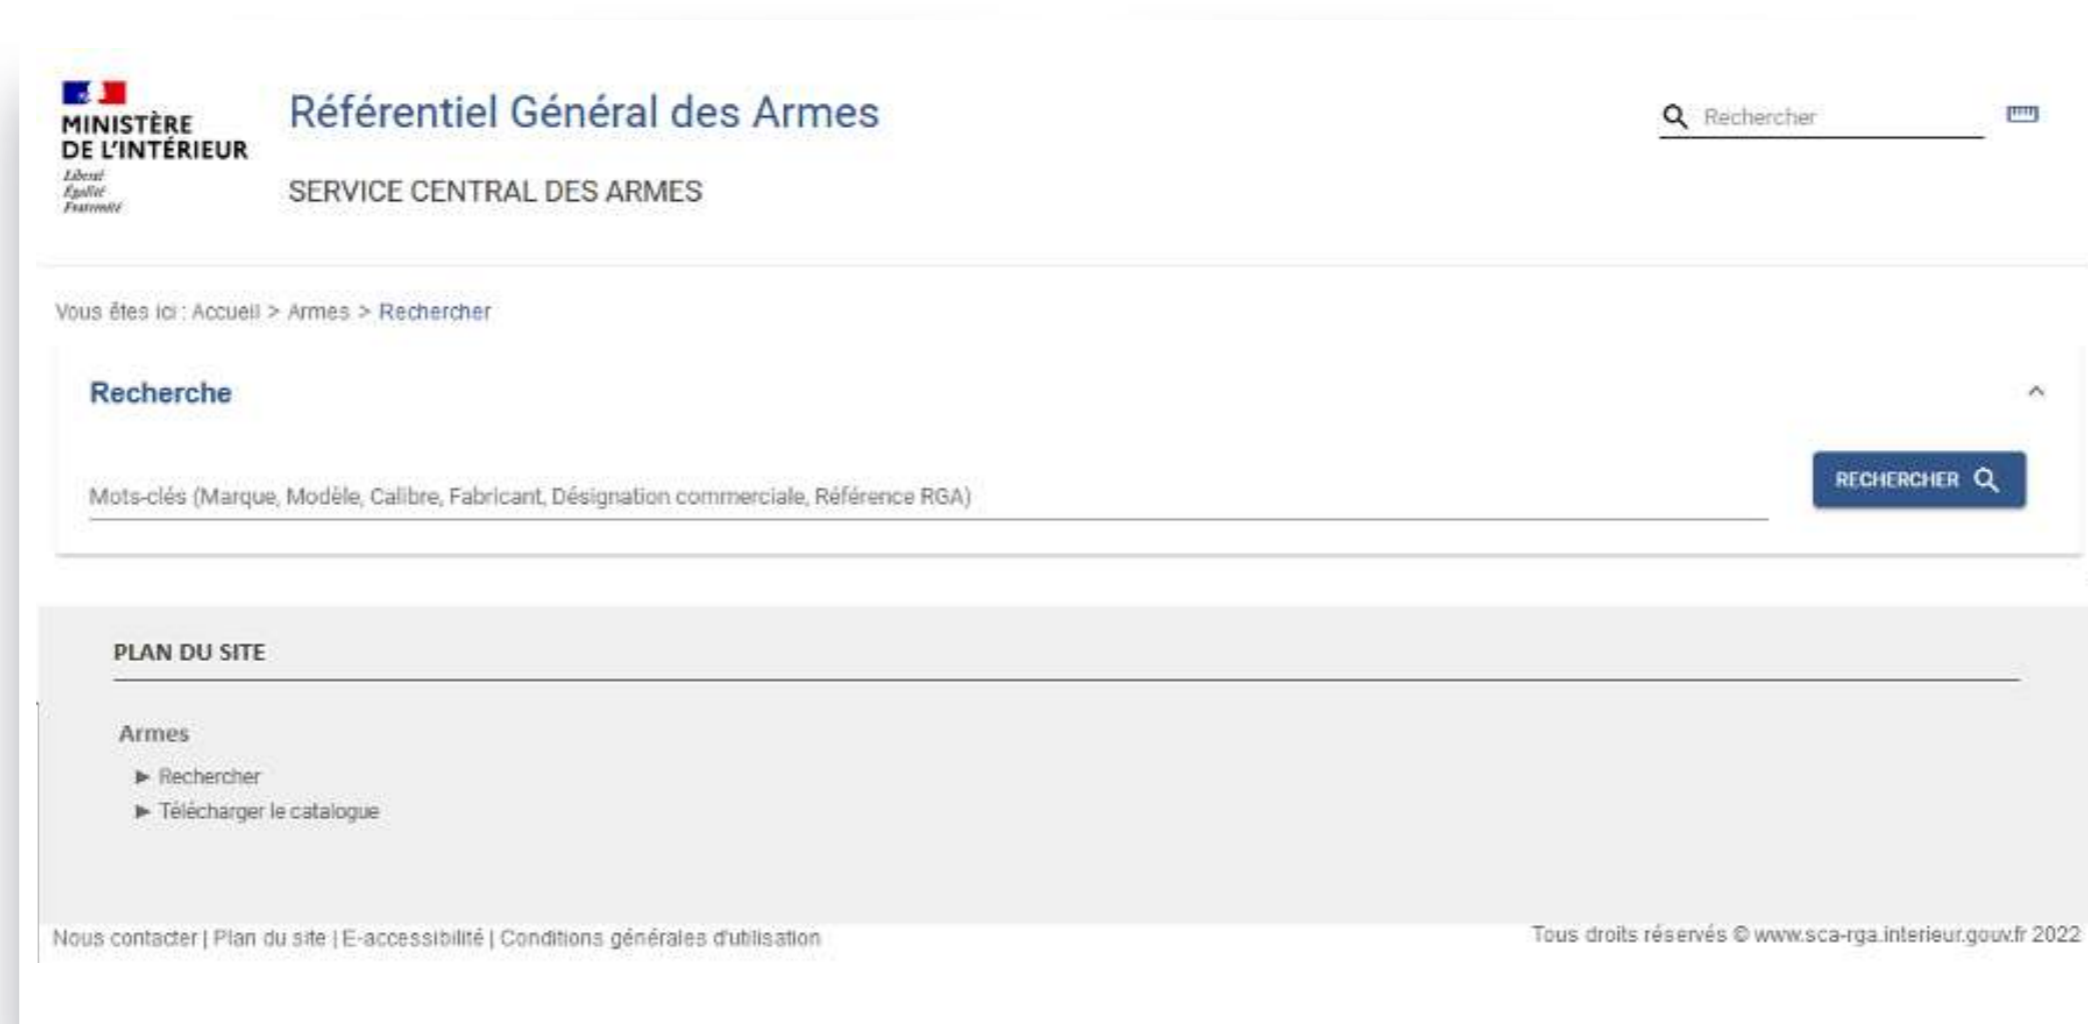 MINISTÈRE
DE L'INTÉRIEUR
Liberté
Égalité
Fraternité
Référentiel Général des Armes
SERVICE CENTRAL DES ARMES
Rechercher
Vous êtes ici : Accueil > Armes > Rechercher
Recherche
Mots-clés (Marque, Modèle, Calibre, Fabricant, Désignation commerciale, Référence RGA)
RECHERCHER
PLAN DU SITE
Armes
► Rechercher
► Télécharger le catalogue
Nous contacter | Plan du site | E-accessibilité | Conditions générales d'utilisation
Tous droits réservés © www.sca-rga.interieur.gouv.fr 2022